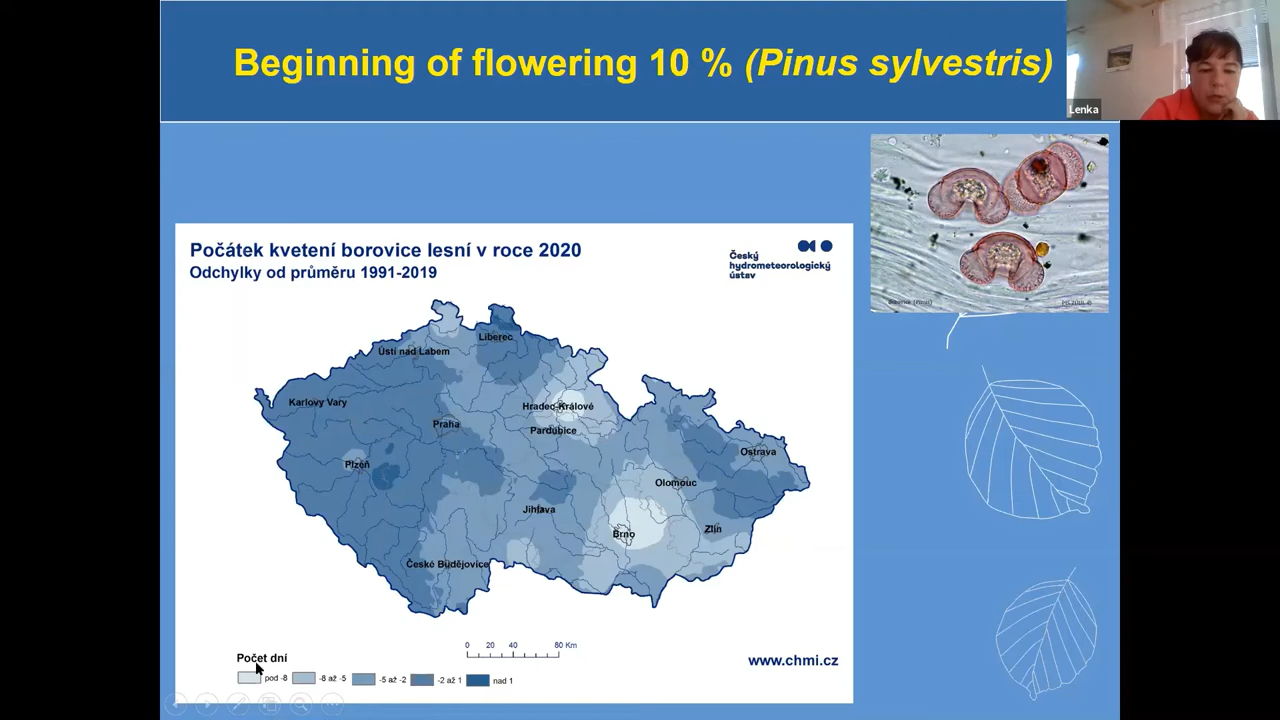 Beginning of flowering 10 % (Pinus sylvestris)
Lenka
Počátek kvetení borovice lesní v roce 2020
Odchylky od průměru 1991-2019
Český
hydrometeorologický
ústav
Liberec
Ústí nad Labem
Karlovy Vary
Hradec Králové
Praha
Pardubice
Ostrava
Plzeň
Olomouc
Jihlava
Zlín
Brno
České Budějovice
0 20 40 80 Km
Počet dní
www.chmi.cz
pod -8 -8 až -5 -5 až -2 -2 až 1 nad 1